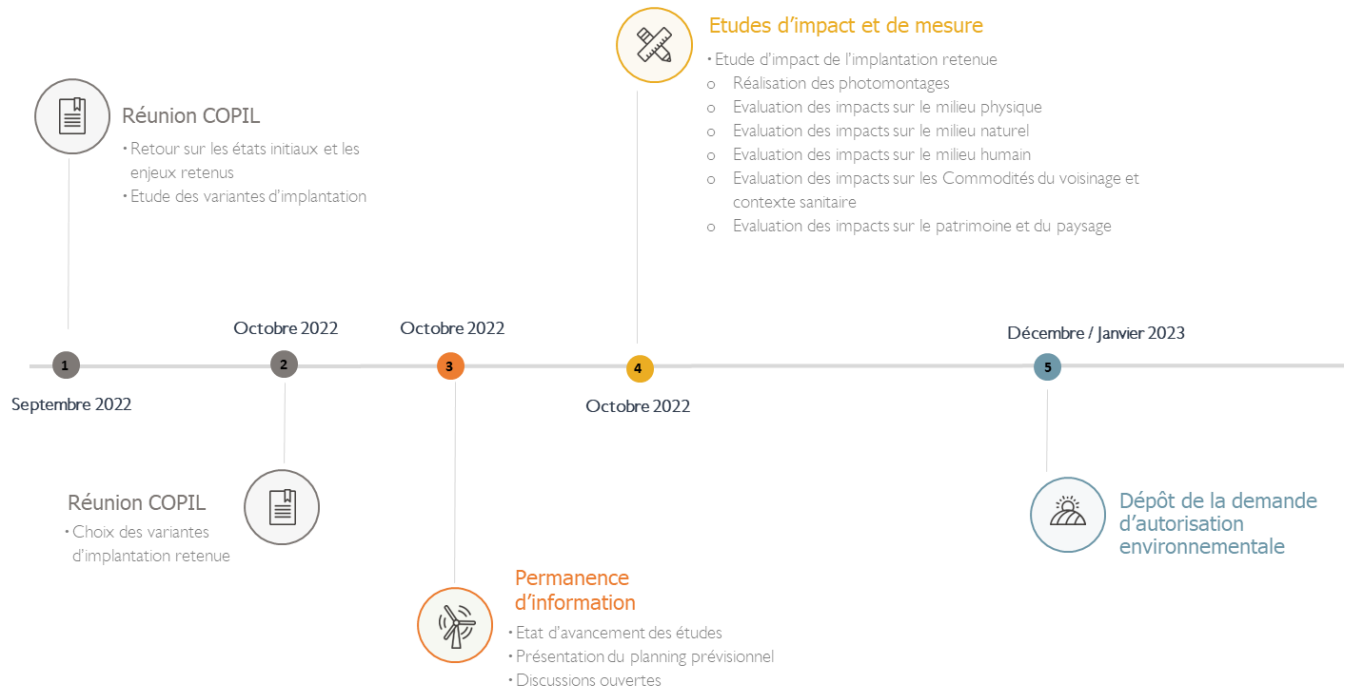 Etudes d’impact et de mesure
• Etude d’impact de l’implantation retenue
o Réalisation des photomontages
o Evaluation des impacts sur le milieu physique
o Evaluation des impacts sur le milieu naturel
o Evaluation des impacts sur le milieu humain
o Evaluation des impacts sur les Commodités du voisinage et
contexte sanitaire
o Evaluation des impacts sur le patrimoine et du paysage
Réunion COPIL
• Retour sur les états initiaux et les
enjeux retenus
• Etude des variantes d’implantation
Octobre 2022
Octobre 2022
Décembre / Janvier 2023
1
2
3
4
5
Septembre 2022
Octobre 2022
Réunion COPIL
• Choix des variantes
d’implantation retenue
Dépôt de la demande
d’autorisation
environnementale
Permanence
d’information
• Etat d’avancement des études
• Présentation du planning prévisionnel
• Discussions ouvertes